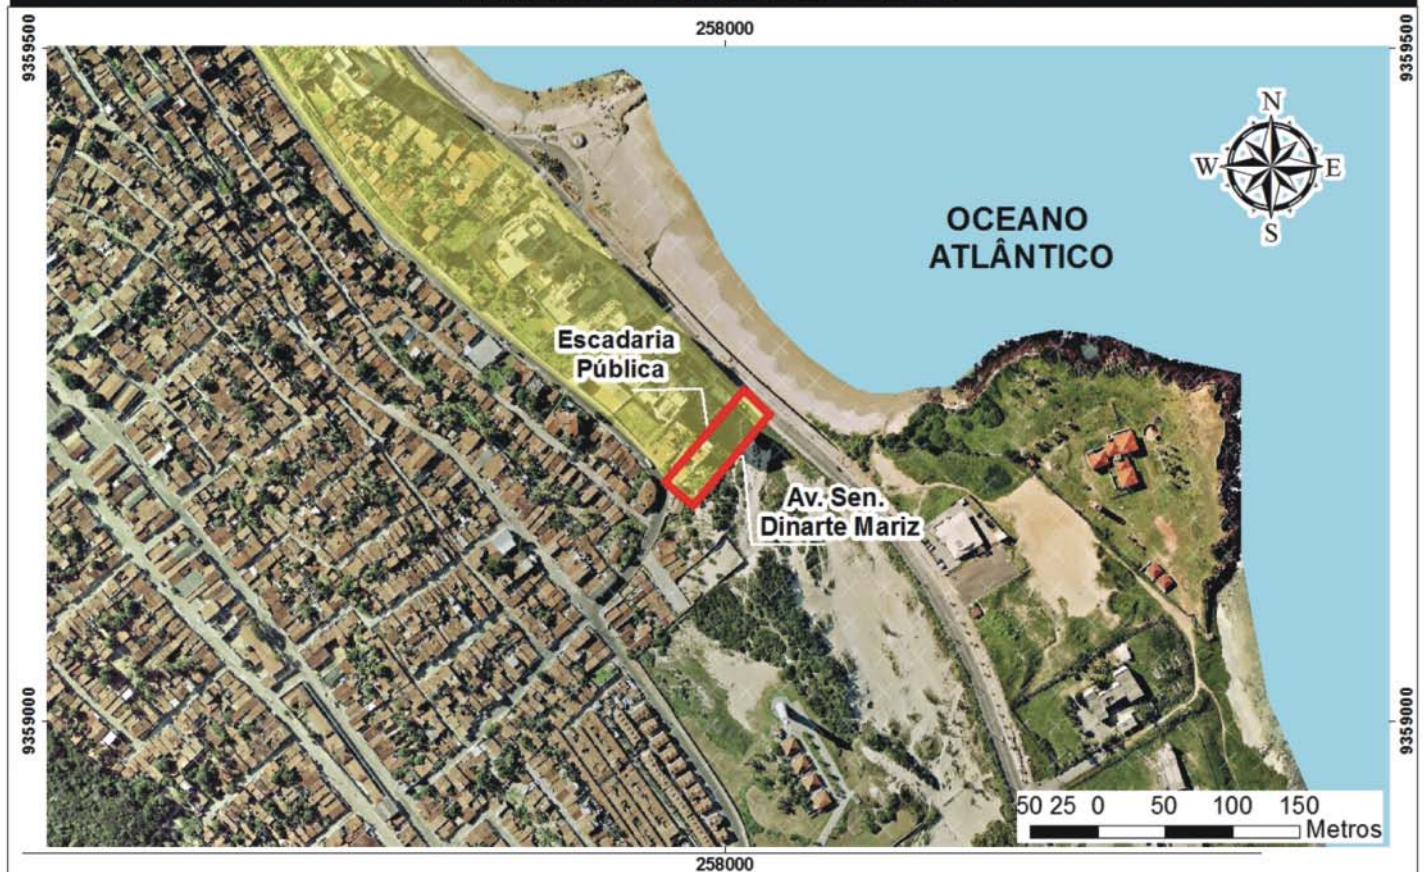 258000
9359500
9359500
N
W
E
S
OCEANO
ATLÂNTICO
Escadaria
Pública
Av. Sen.
Dinarte Mariz
9359000
9359000
50 25 0 50 100 150
Metros
258000